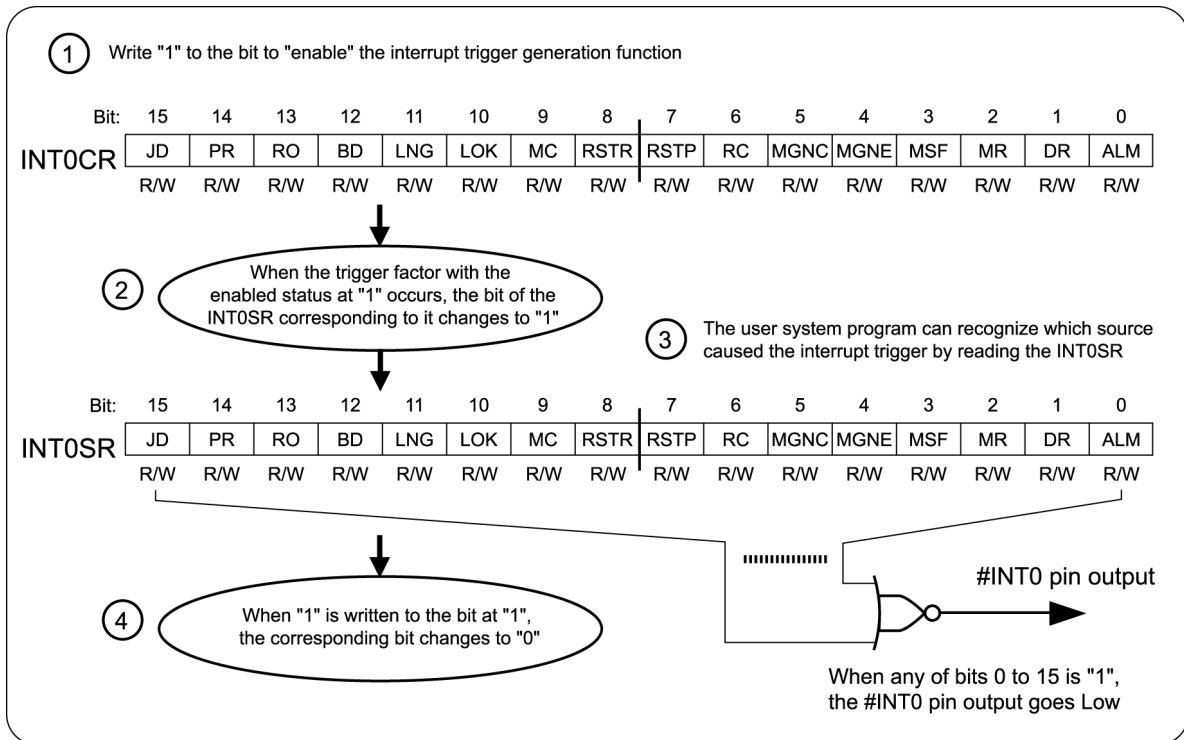 1 Write "1" to the bit to "enable" the interrupt trigger generation function
Bit: 15 14 13 12 11 10 9 8 7 6 5 4 3 2 1 0
INT0CR JD PR RO BD LNG LOK MC RSTR RSTP RC MGNC MGNE MSF MR DR ALM
R/W R/W R/W R/W R/W R/W R/W R/W R/W R/W R/W R/W R/W R/W R/W R/W
2
When the trigger factor with the
enabled status at "1" occurs, the bit of the
INT0SR corresponding to it changes to "1"
3
The user system program can recognize which source
caused the interrupt trigger by reading the INT0SR
Bit: 15 14 13 12 11 10 9 8 7 6 5 4 3 2 1 0
INT0SR JD PR RO BD LNG LOK MC RSTR RSTP RC MGNC MGNE MSF MR DR ALM
R/W R/W R/W R/W R/W R/W R/W R/W R/W R/W R/W R/W R/W R/W R/W R/W
4
When "1" is written to the bit at "1",
the corresponding bit changes to "0"
#INT0 pin output
When any of bits 0 to 15 is "1",
the #INT0 pin output goes Low